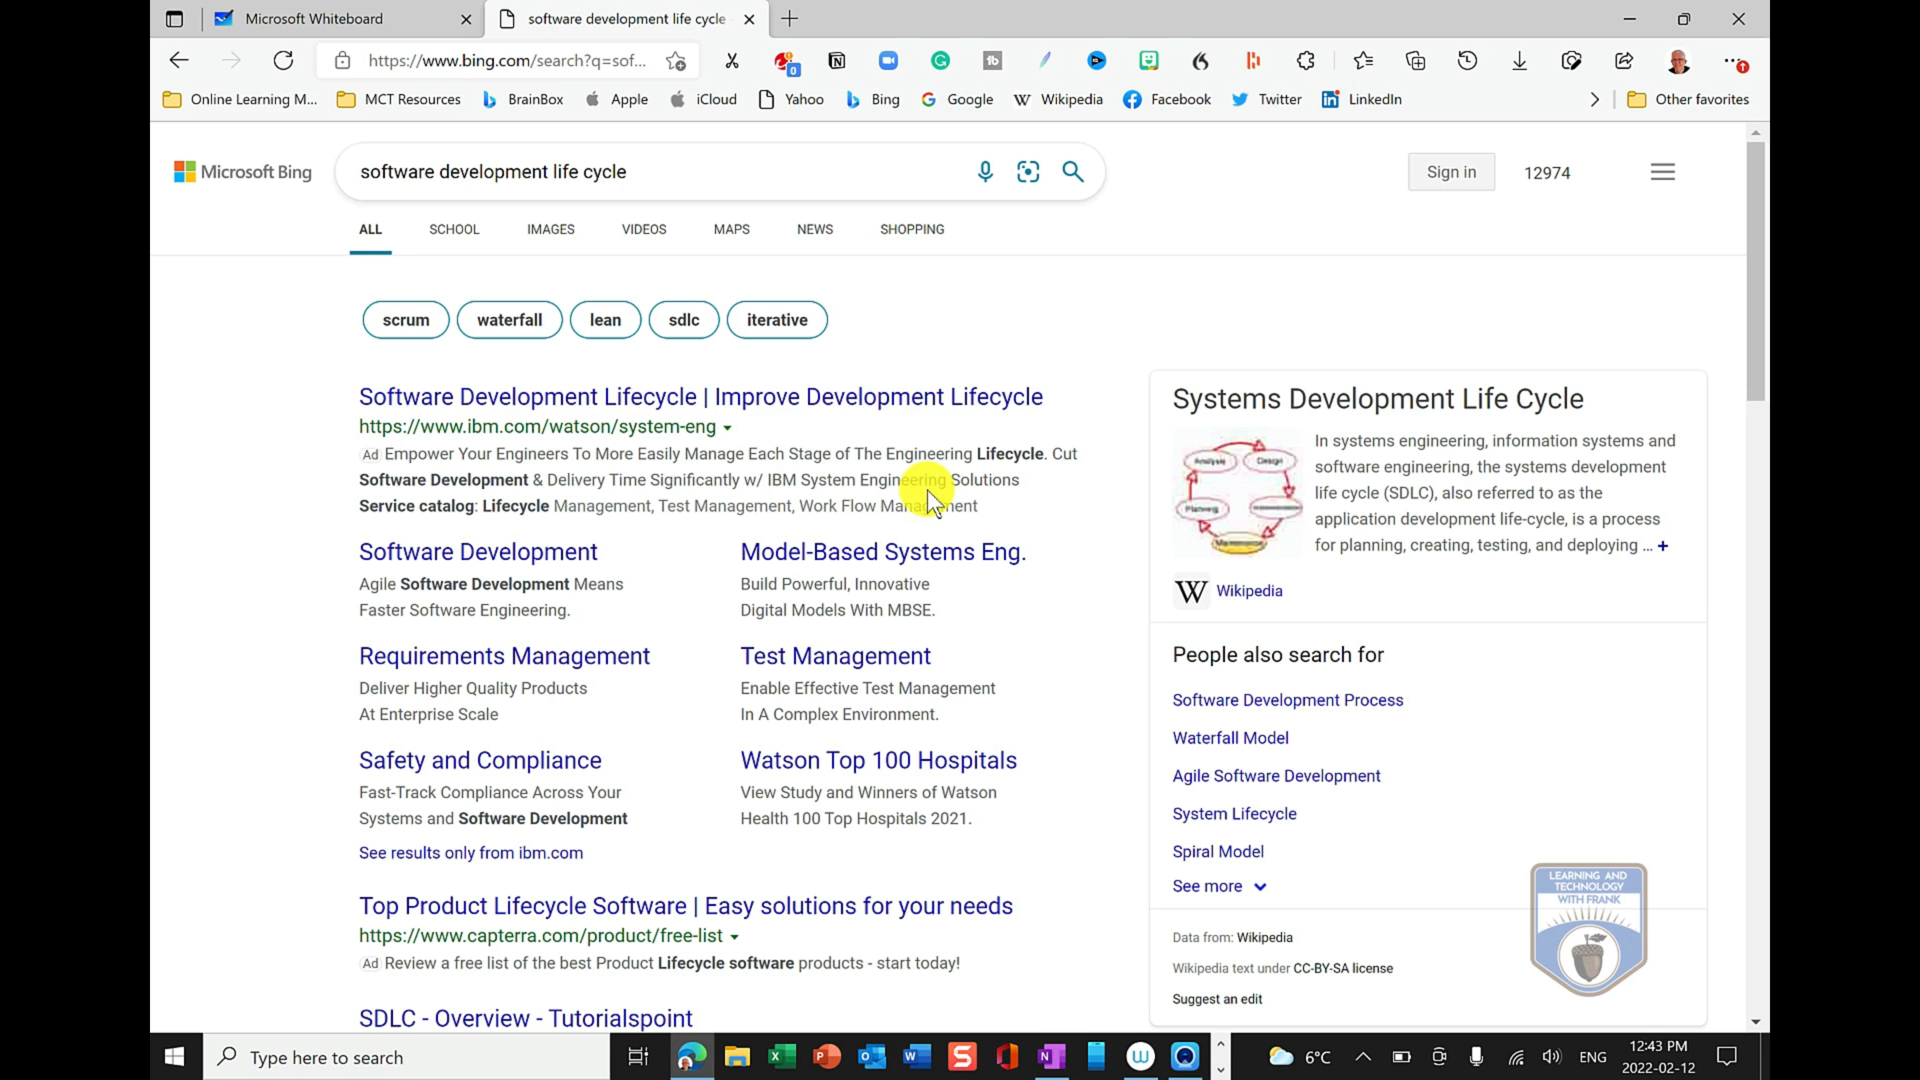 Microsoft Whiteboard
software development life cycle
https://www.bing.com/search?q=sof...
0
Online Learning M...
MCT Resources
BrainBox
Apple
iCloud
Yahoo
Bing
Google
Wikipedia
Facebook
Twitter
LinkedIn
Other favorites
Microsoft Bing
software development life cycle
Sign in
12974
ALL
SCHOOL
IMAGES
VIDEOS
MAPS
NEWS
SHOPPING
scrum
waterfall
lean
sdlc
iterative
Software Development Lifecycle | Improve Development Lifecycle
https://www.ibm.com/watson/system-eng
Ad Empower Your Engineers To More Easily Manage Each Stage of The Engineering Lifecycle. Cut
Software Development & Delivery Time Significantly w/ IBM System Engineering Solutions
Service catalog: Lifecycle Management, Test Management, Work Flow Management
Software Development
Agile Software Development Means
Faster Software Engineering.
Model-Based Systems Eng.
Build Powerful, Innovative
Digital Models With MBSE.
Requirements Management
Deliver Higher Quality Products
At Enterprise Scale
Test Management
Enable Effective Test Management
In A Complex Environment.
Safety and Compliance
Fast-Track Compliance Across Your
Systems and Software Development
Watson Top 100 Hospitals
View Study and Winners of Watson
Health 100 Top Hospitals 2021.
See results only from ibm.com
Top Product Lifecycle Software | Easy solutions for your needs
https://www.capterra.com/product/free-list
Ad Review a free list of the best Product Lifecycle software products - start today!
SDLC - Overview - Tutorialspoint
Systems Development Life Cycle
Analysis
Design
Planning
Maintenance
In systems engineering, information systems and
software engineering, the systems development
life cycle (SDLC), also referred to as the
application development life-cycle, is a process
for planning, creating, testing, and deploying ... +
W Wikipedia
People also search for
Software Development Process
Waterfall Model
Agile Software Development
System Lifecycle
Spiral Model
See more
Data from: Wikipedia
Wikipedia text under CC-BY-SA license
Suggest an edit
LEARNING AND
TECHNOLOGY
WITH FRANK
Type here to search
6°C
ENG
12:43 PM
2022-02-12